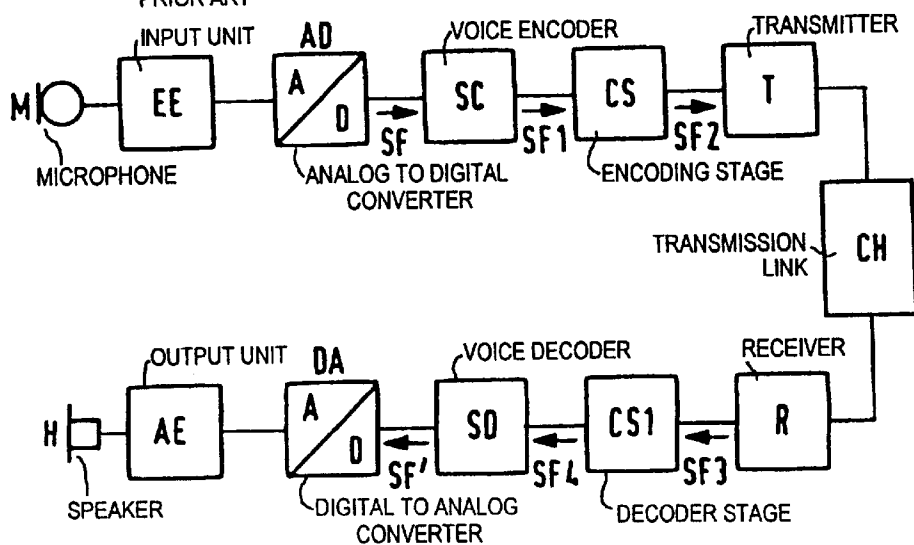 PRIOR ART
INPUT UNIT
AD
VOICE ENCODER
TRANSMITTER
M
EE
A
D
SC
CS
T
SF
SF1
SF2
MICROPHONE
ANALOG TO DIGITAL
CONVERTER
ENCODING STAGE
TRANSMISSION
LINK
CH
OUTPUT UNIT
DA
VOICE DECODER
RECEIVER
H
AE
A
D
SD
CS1
R
SF'
SF4
SF3
SPEAKER
DIGITAL TO ANALOG
CONVERTER
DECODER STAGE